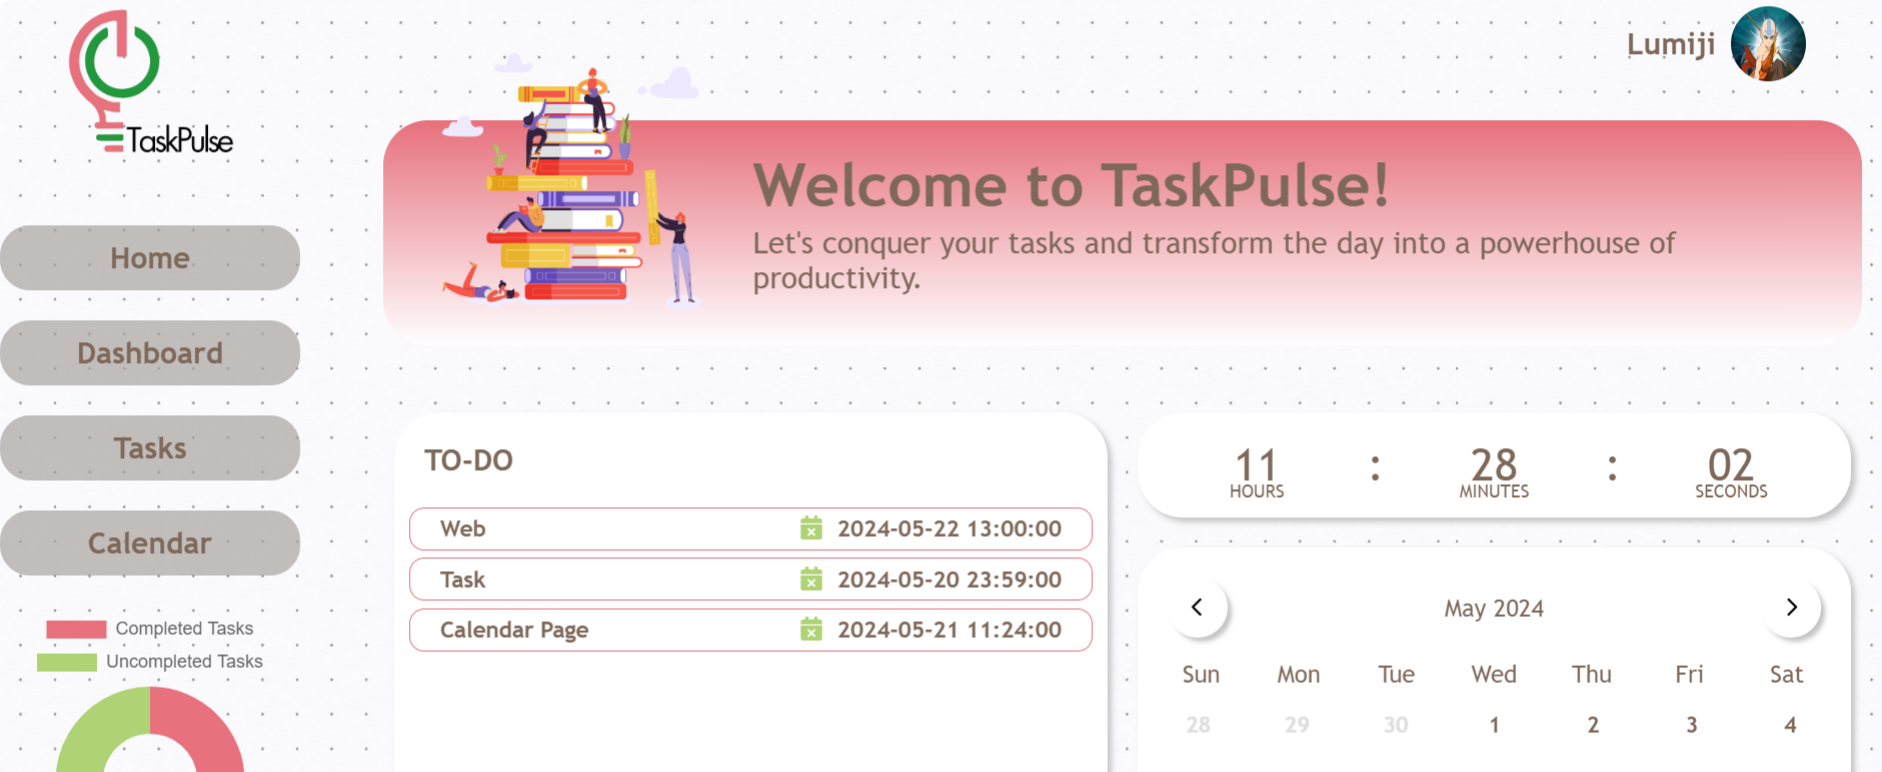 TaskPulse
Lumiji
Welcome to TaskPulse!
Let's conquer your tasks and transform the day into a powerhouse of
productivity.
Home
Dashboard
Tasks
Calendar
Completed Tasks
Uncompleted Tasks
TO-DO
Web 2024-05-22 13:00:00
Task 2024-05-20 23:59:00
Calendar Page 2024-05-21 11:24:00
11 : 28 : 02
HOURS MINUTES SECONDS
May 2024
Sun Mon Tue Wed Thu Fri Sat
28 29 30 1 2 3 4